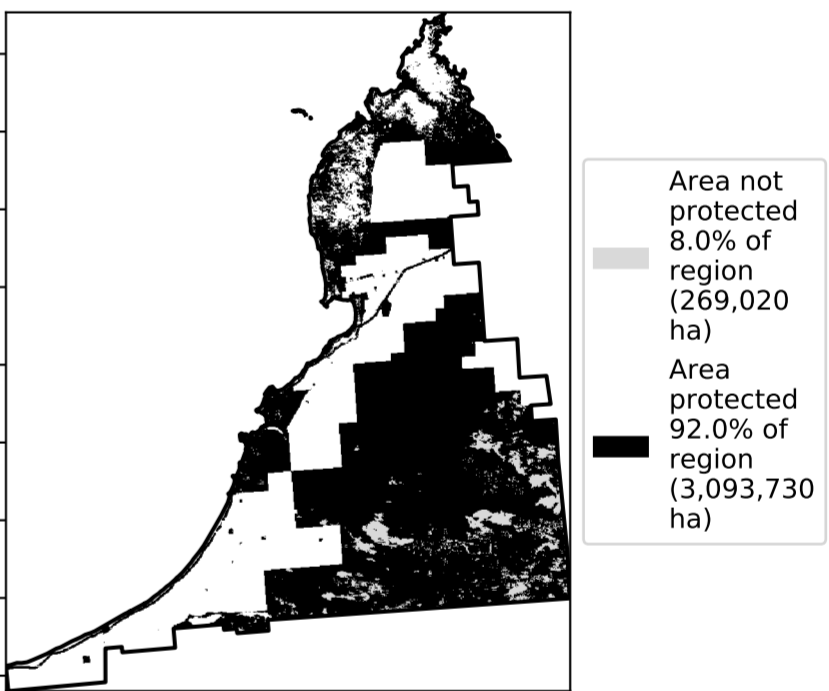 Area not
protected
8.0% of
region
(269,020
ha)
Area
protected
92.0% of
region
(3,093,730
ha)